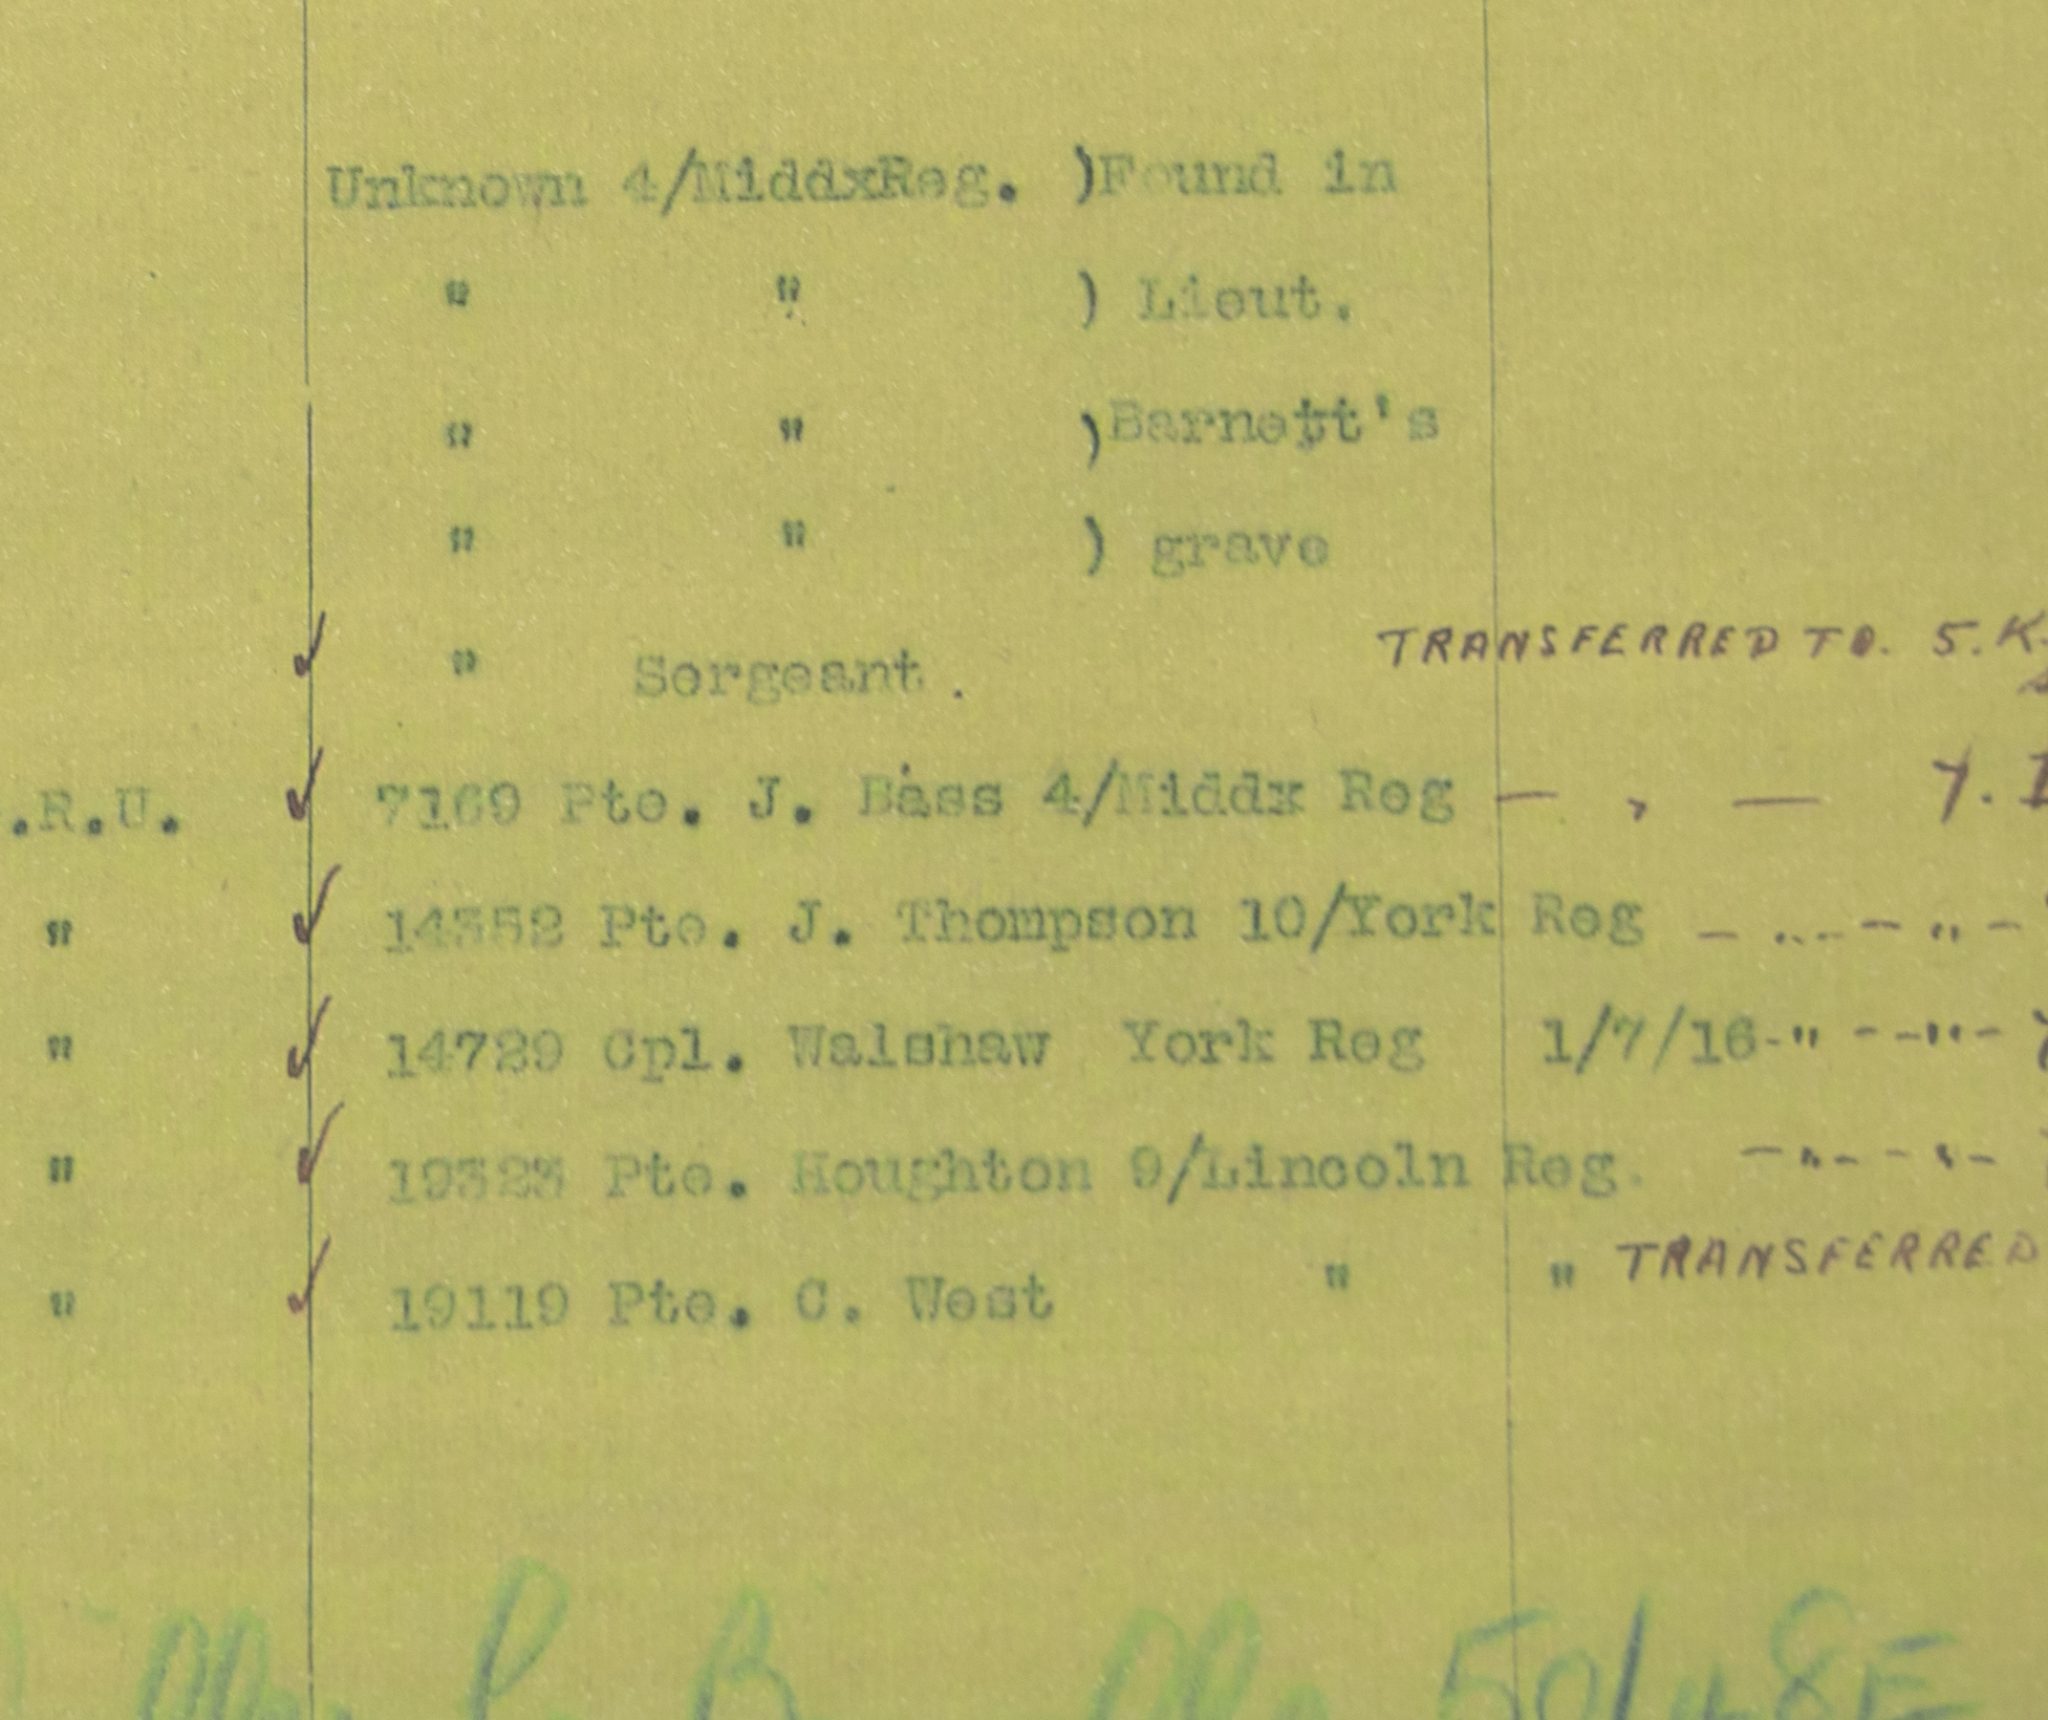 Unknown 4/MiddxReg. )Found in
" " ) Lieut.
" " )Barnett's
" " ) grave
" Sergeant. TRANSFERRED TO. 5.K.
.R.U. 7169 Pte. J. Bass 4/Middx Reg — " — Y.
" 14352 Pte. J. Thompson 10/York Reg - " - - " -
" 14729 Cpl. Walshaw York Reg 1/7/16 -" - -"-
" 19323 Pte. Houghton 9/Lincoln Reg. -"- - "-
" 19119 Pte. C. West " " TRANSFERRED